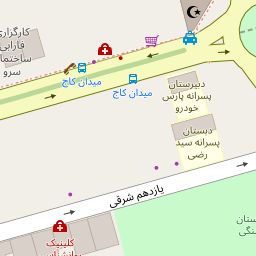 کارگزاری
فارابی
ساختمان
سرو
میدان کاج
میدان کاج
دبیرستان
پسرانه پارس
خودرو
دبستان
پسرانه سید
رضی
یازدهم شرقی
کلینیک